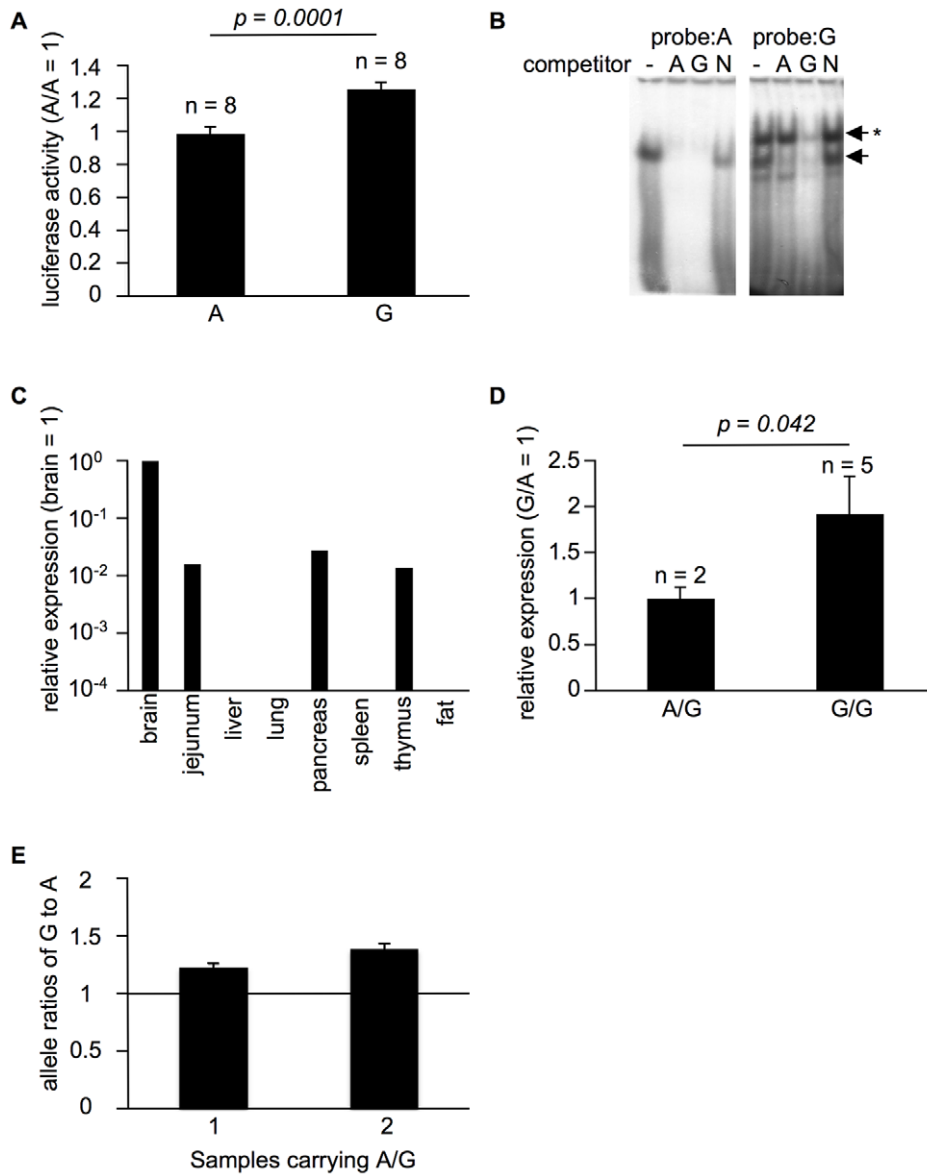 A
p = 0.0001
luciferase activity (A/A = 1)
1.4
1.2
1
0.8
0.6
0.4
0.2
0
n = 8
n = 8
A
G
B
probe:A
probe:G
competitor
- A G N
- A G N
*
C
relative expression (brain = 1)
10⁰
10⁻¹
10⁻²
10⁻³
10⁻⁴
brain
jejunum
liver
lung
pancreas
spleen
thymus
fat
D
p = 0.042
relative expression (G/A = 1)
2.5
2
1.5
1
0.5
0
n = 2
n = 5
A/G
G/G
E
allele ratios of G to A
2
1.5
1
0.5
0
1
2
Samples carrying A/G